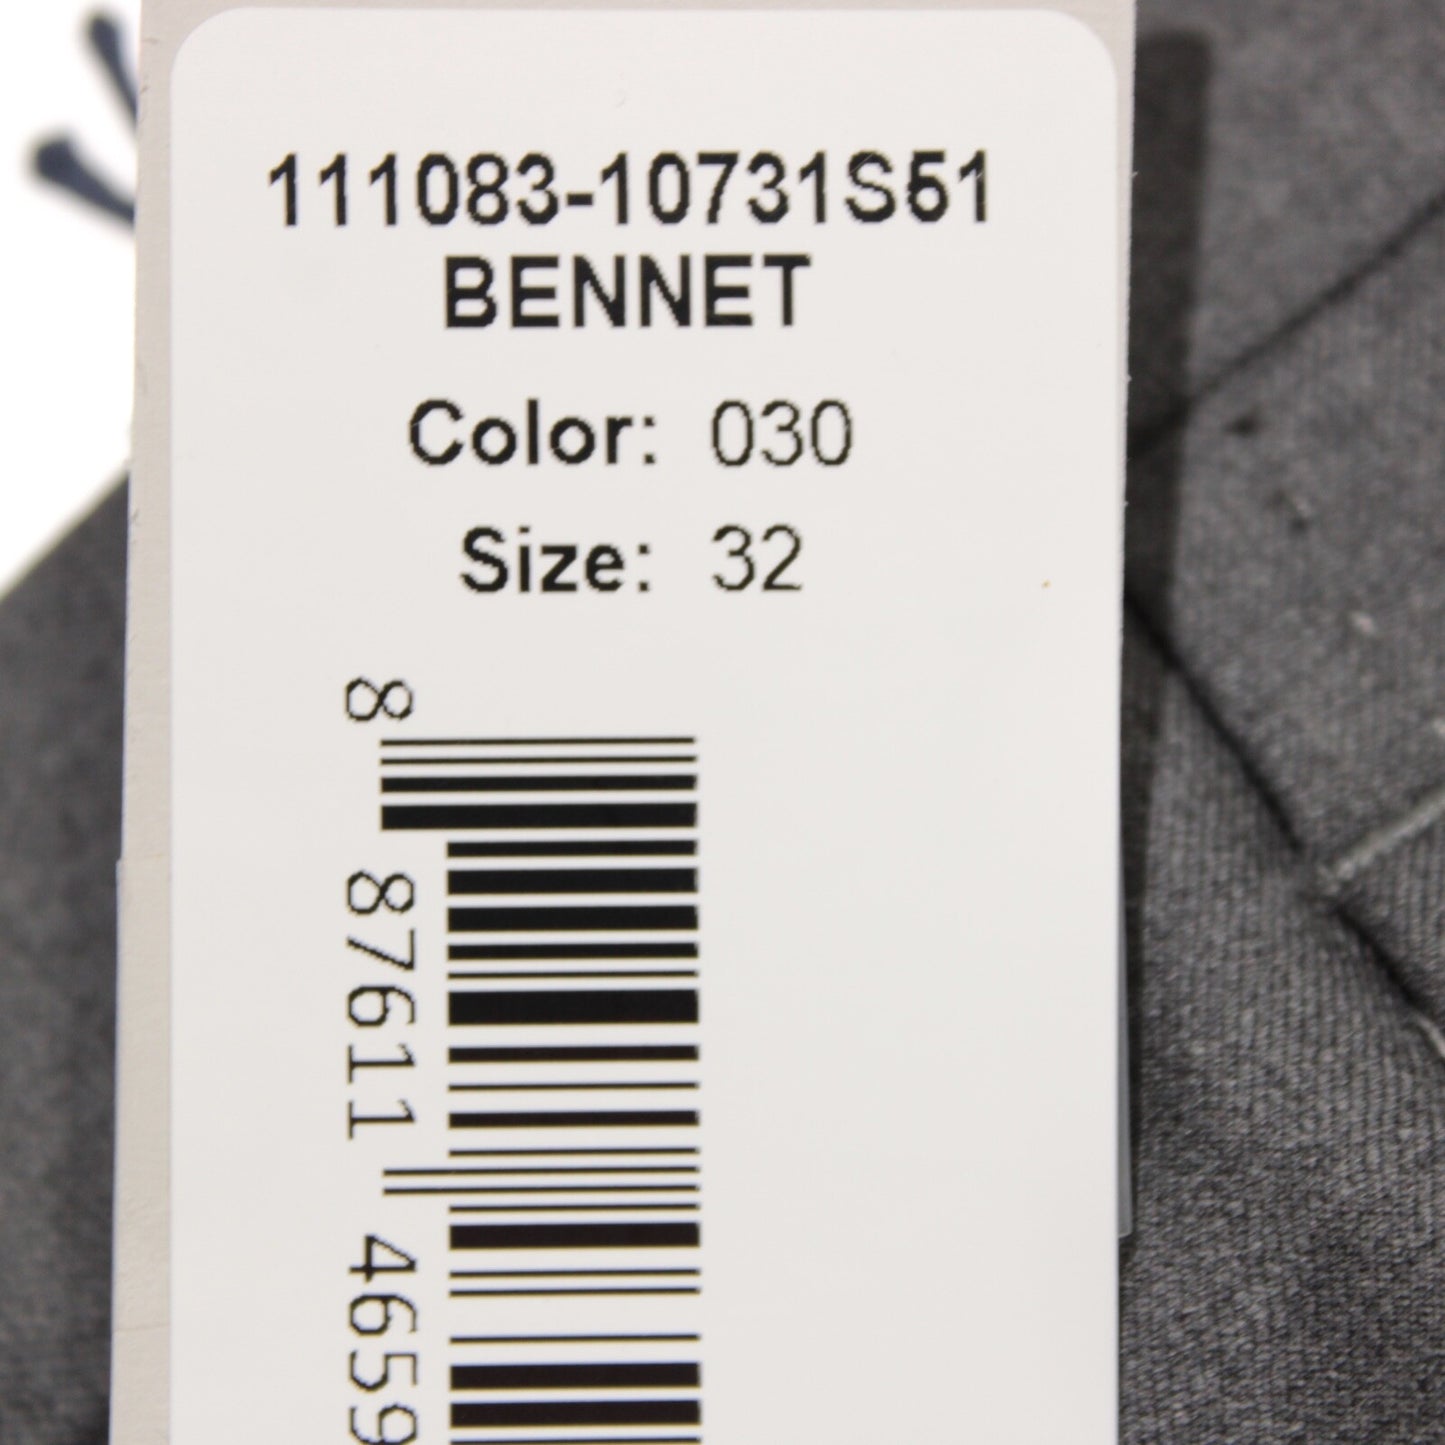 111083-10731S51
BENNET
Color: 030
Size: 32
8 87611 4659